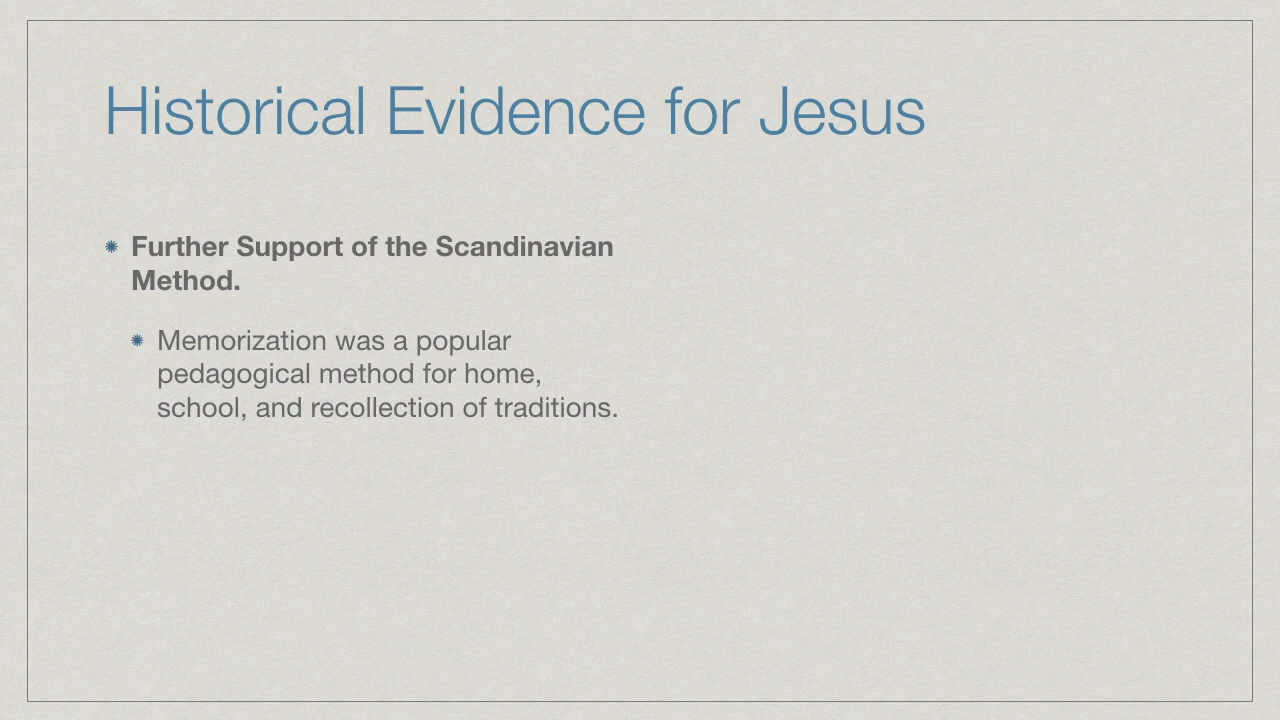 Historical Evidence for Jesus
Further Support of the Scandinavian
Method.
Memorization was a popular
pedagogical method for home,
school, and recollection of traditions.